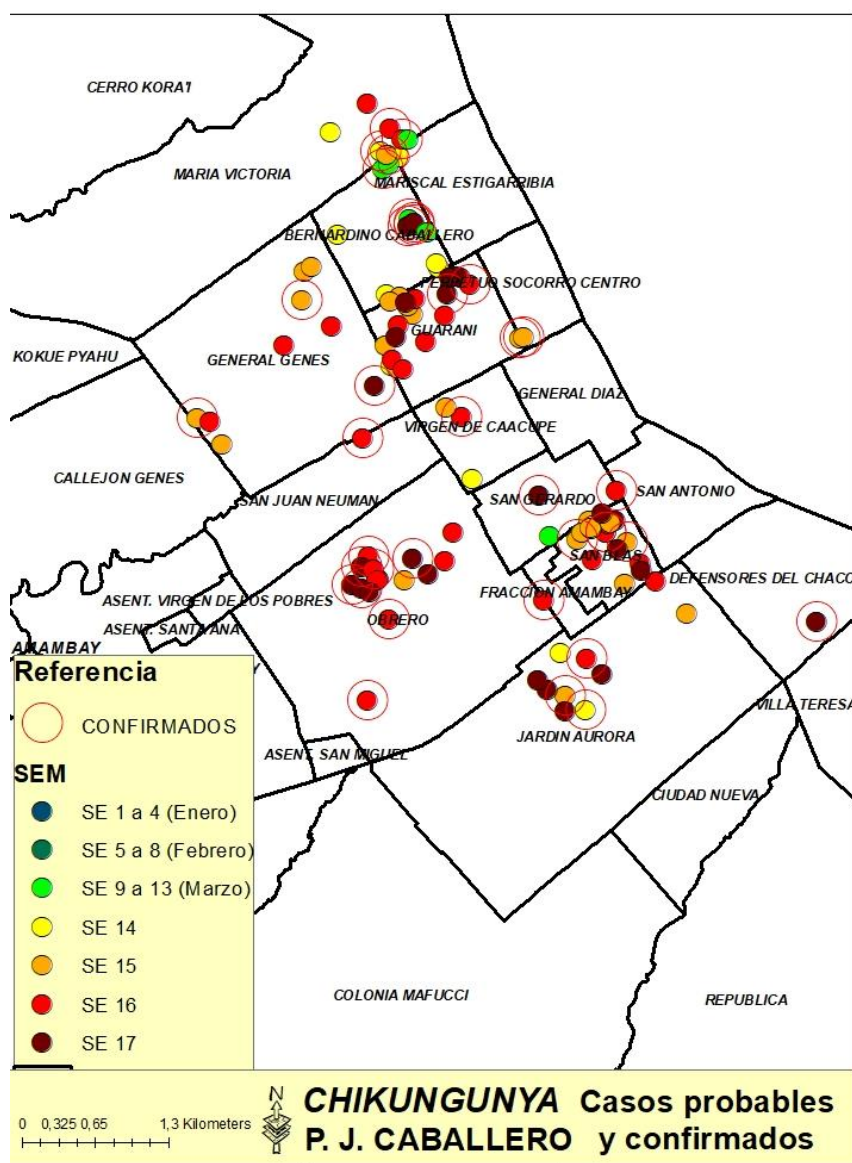 CERRO KORA'I
MARIA VICTORIA
MARISCAL ESTIGARRIBIA
BERNARDINO CABALLERO
PERPETUO SOCORRO CENTRO
GUARANI
KOKUE PYAHU
GENERAL GENES
GENERAL DIAZ
VIRGEN DE CAACUPE
CALLEJON GENES
SAN JUAN NEUMAN
SAN GERARDO
SAN ANTONIO
SAN BLAS
DEFENSORES DEL CHACO
FRACCION AMAMBAY
ASENT. VIRGEN DE LOS POBRES
OBRERO
ASENT. SANTA ANA
AMAMBAY
VILLA TERESA
JARDIN AURORA
ASENT. SAN MIGUEL
CIUDAD NUEVA
COLONIA MAFUCCI
REPUBLICA
Referencia
CONFIRMADOS
SEM
SE 1 a 4 (Enero)
SE 5 a 8 (Febrero)
SE 9 a 13 (Marzo)
SE 14
SE 15
SE 16
SE 17
0 0,325 0,65 1,3 Kilometers
N
CHIKUNGUNYA Casos probables
P. J. CABALLERO y confirmados